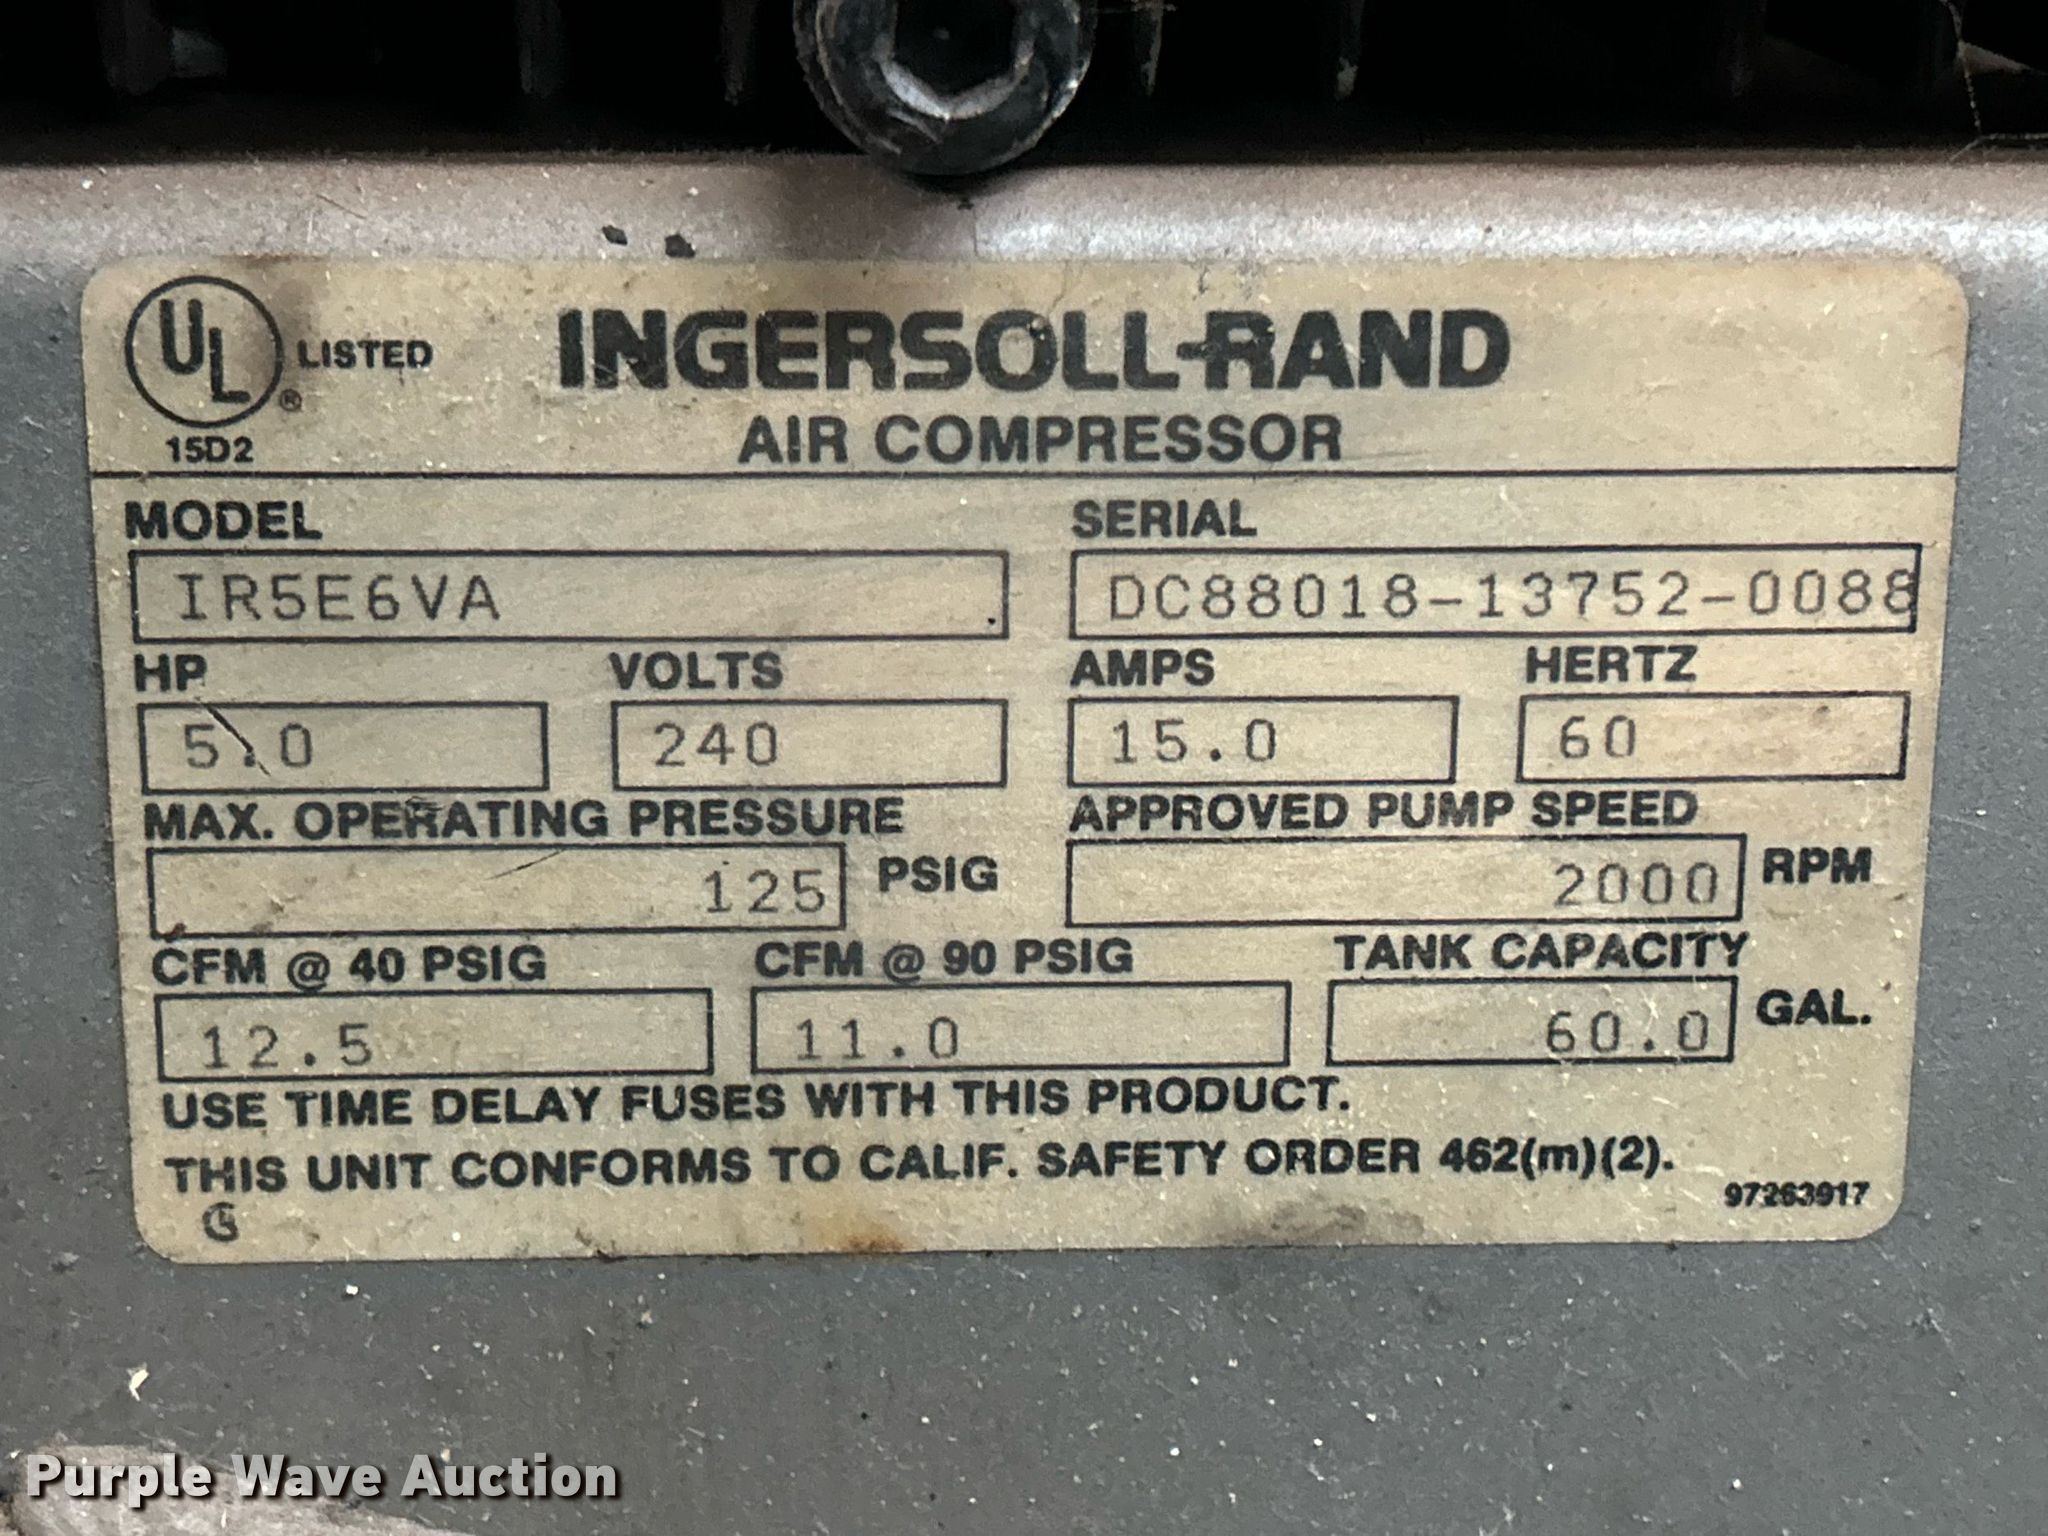 UL® LISTED
15D2
INGERSOLL-RAND
AIR COMPRESSOR
MODEL SERIAL
IR5E6VA DC88018-13752-0088
HP VOLTS AMPS HERTZ
5.0 240 15.0 60
MAX. OPERATING PRESSURE APPROVED PUMP SPEED
125 PSIG 2000 RPM
CFM @ 40 PSIG CFM @ 90 PSIG TANK CAPACITY
12.5 11.0 60.0 GAL.
USE TIME DELAY FUSES WITH THIS PRODUCT.
THIS UNIT CONFORMS TO CALIF. SAFETY ORDER 462(m)(2).
97263917
G
Purple Wave Auction